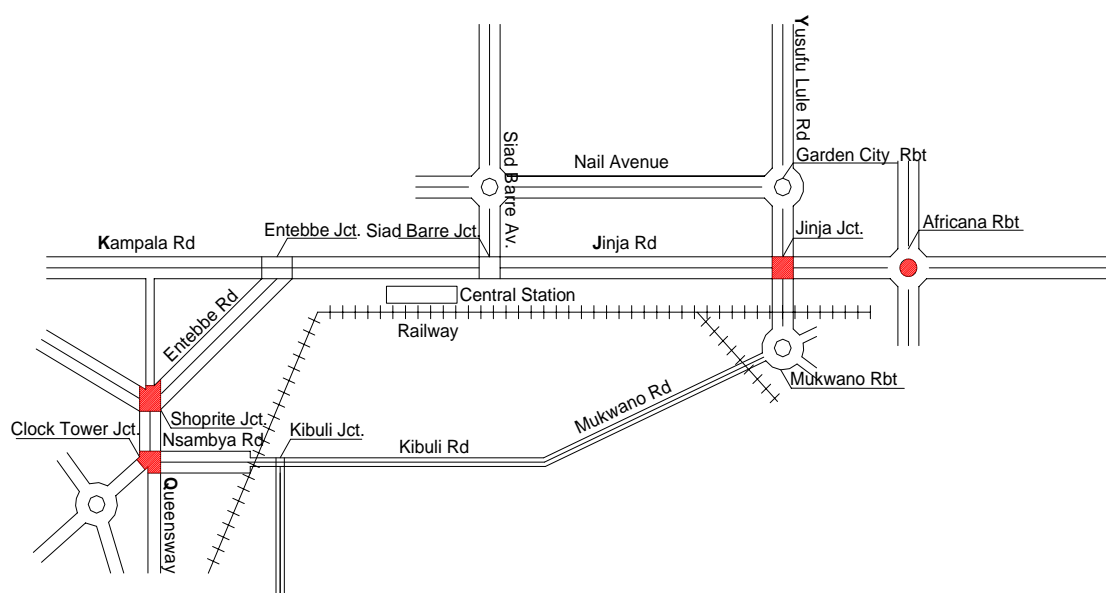 Yusufu Lule Rd
Siad Barre Av.
Nail Avenue
Garden City Rbt
Kampala Rd
Entebbe Jct.
Siad Barre Jct.
Jinja Rd
Jinja Jct.
Africana Rbt
Entebbe Rd
Central Station
Railway
Mukwano Rd
Mukwano Rbt
Shoprite Jct.
Clock Tower Jct.
Nsambya Rd
Kibuli Jct.
Kibuli Rd
Queensway